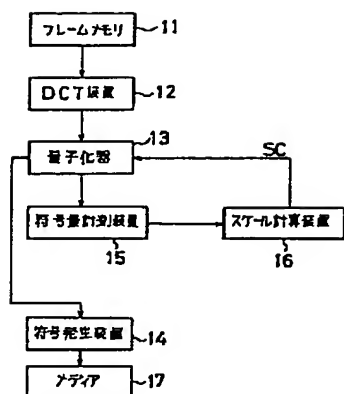 フレームメモリ 11
DCT装置 12
量子化器 13
SC
符号量計測装置 15
スケール計算装置 16
符号発生装置 14
メディア 17